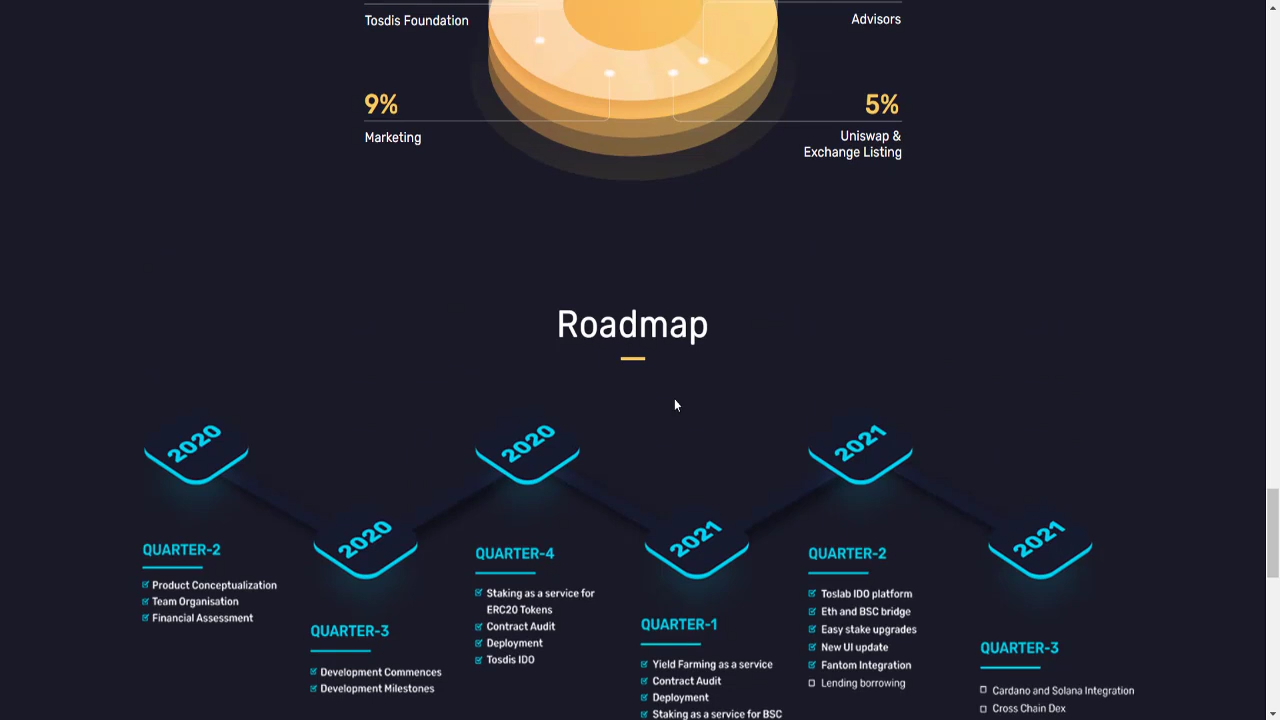 Tosdis Foundation
Advisors
9%
Marketing
5%
Uniswap &
Exchange Listing
Roadmap
2020
QUARTER-2
Product Conceptualization
Team Organisation
Financial Assessment
2020
QUARTER-3
Development Commences
Development Milestones
2020
QUARTER-4
Staking as a service for
ERC20 Tokens
Contract Audit
Deployment
Tosdis IDO
2021
QUARTER-1
Yield Farming as a service
Contract Audit
Deployment
Staking as a service for BSC
2021
QUARTER-2
Toslab IDO platform
Eth and BSC bridge
Easy stake upgrades
New UI update
Fantom Integration
Lending borrowing
2021
QUARTER-3
Cardano and Solana Integration
Cross Chain Dex